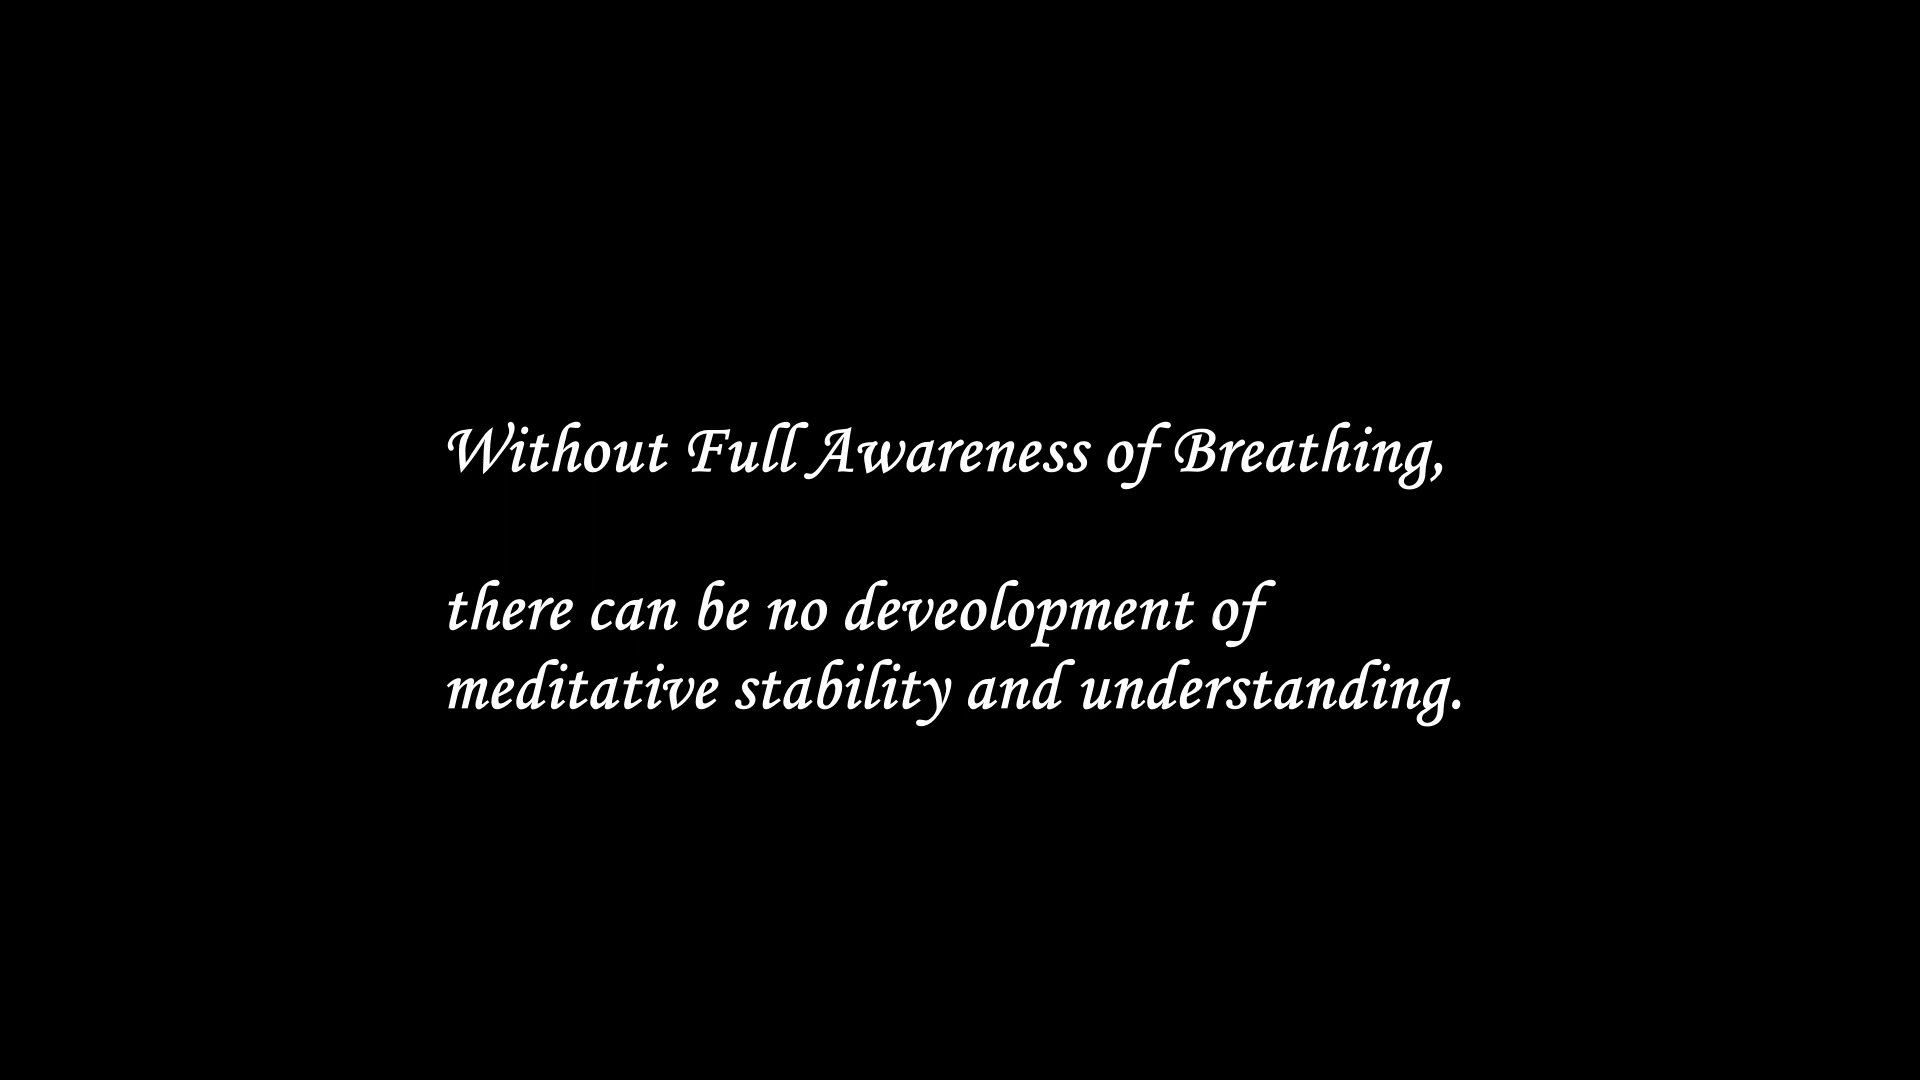 Without Full Awareness of Breathing,
there can be no deveolopment of
meditative stability and understanding.